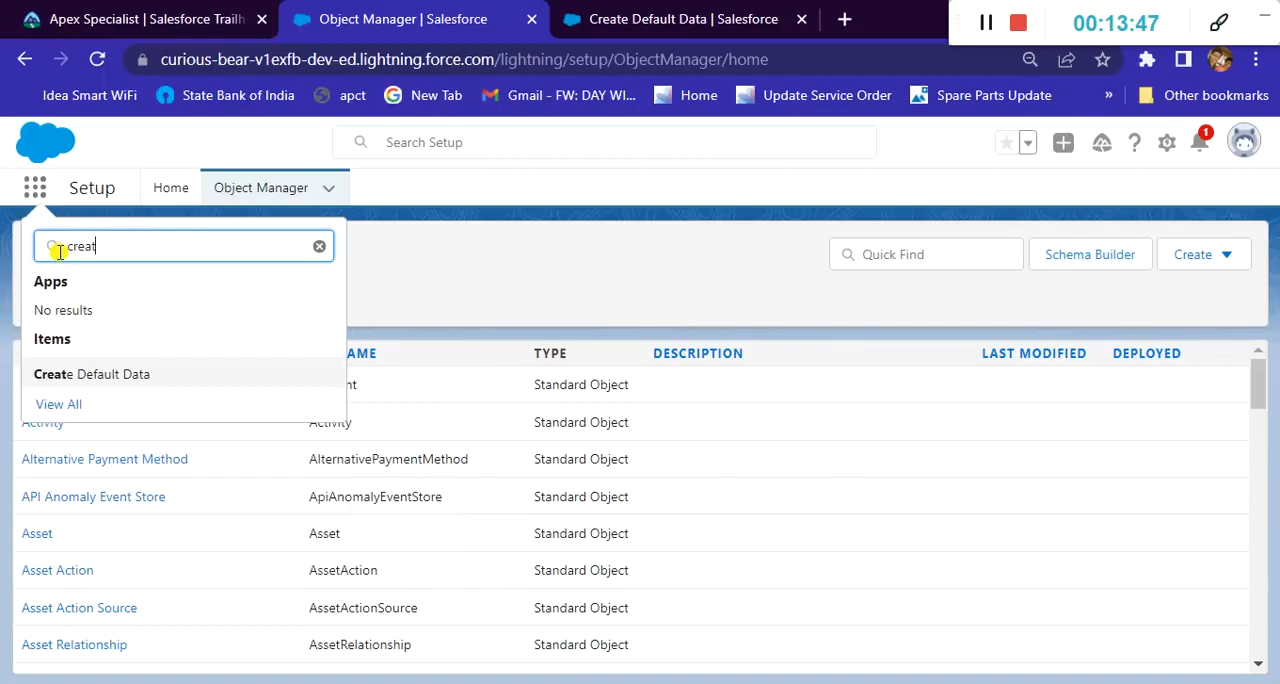 Apex Specialist | Salesforce Trailh
Object Manager | Salesforce
Create Default Data | Salesforce
00:13:47
curious-bear-v1exfb-dev-ed.lightning.force.com/lightning/setup/ObjectManager/home
Idea Smart WiFi
State Bank of India
apct
New Tab
Gmail - FW: DAY WI...
Home
Update Service Order
Spare Parts Update
»
Other bookmarks
Search Setup
1
Setup
Home
Object Manager
creat
Apps
No results
Items
Create Default Data
View All
Quick Find
Schema Builder
Create
AME TYPE DESCRIPTION LAST MODIFIED DEPLOYED
nt Standard Object
Activity Activity Standard Object
Alternative Payment Method AlternativePaymentMethod Standard Object
API Anomaly Event Store ApiAnomalyEventStore Standard Object
Asset Asset Standard Object
Asset Action AssetAction Standard Object
Asset Action Source AssetActionSource Standard Object
Asset Relationship AssetRelationship Standard Object